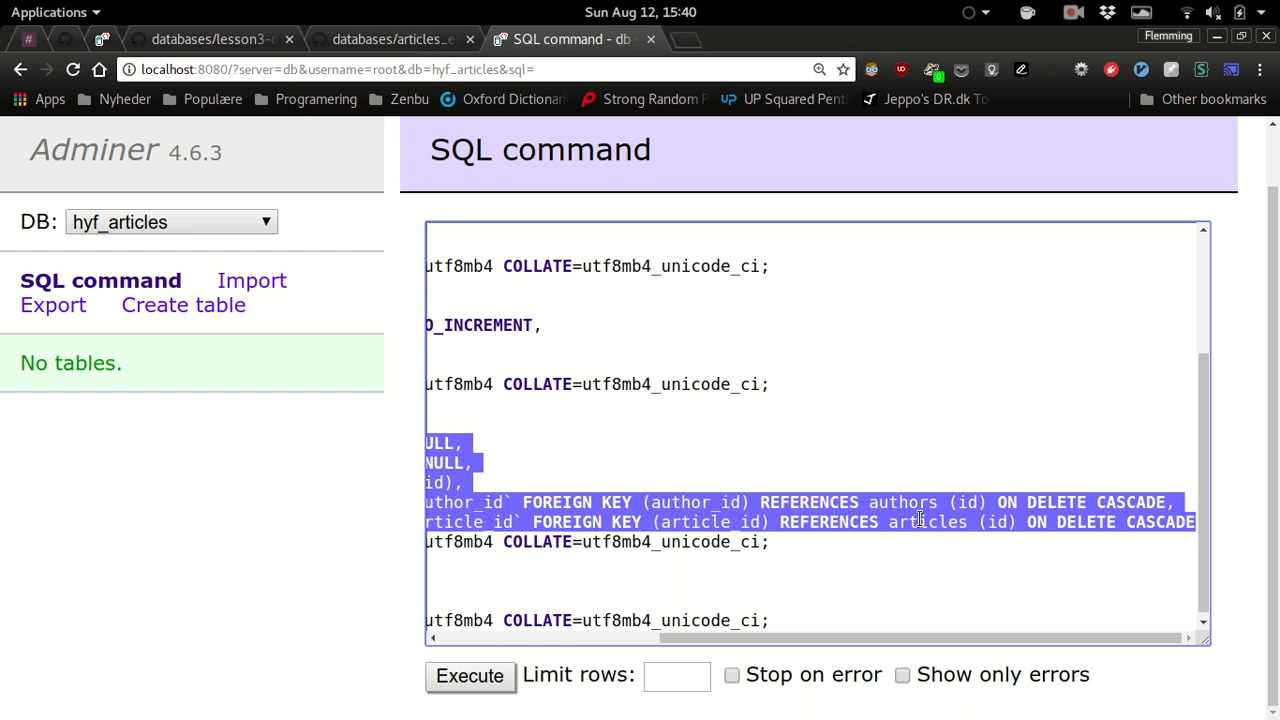 Applications
Sun Aug 12, 15:40
#
databases/lesson3-
databases/articles_e
SQL command - db
Flemming
localhost:8080/?server=db&username=root&db=hyf_articles&sql=
Apps
Nyheder
Populære
Programering
Zenbu
Oxford Dictionar
Strong Random P
UP Squared Penti
Jeppo's DR.dk To
Other bookmarks
Adminer 4.6.3
DB: hyf_articles
SQL command Import
Export Create table
No tables.
SQL command
utf8mb4 COLLATE=utf8mb4_unicode_ci;
O_INCREMENT,
utf8mb4 COLLATE=utf8mb4_unicode_ci;
ULL,
NULL,
id),
uthor_id` FOREIGN KEY (author_id) REFERENCES authors (id) ON DELETE CASCADE,
rticle_id` FOREIGN KEY (article_id) REFERENCES articles (id) ON DELETE CASCADE
utf8mb4 COLLATE=utf8mb4_unicode_ci;
utf8mb4 COLLATE=utf8mb4_unicode_ci;
Execute Limit rows: Stop on error Show only errors